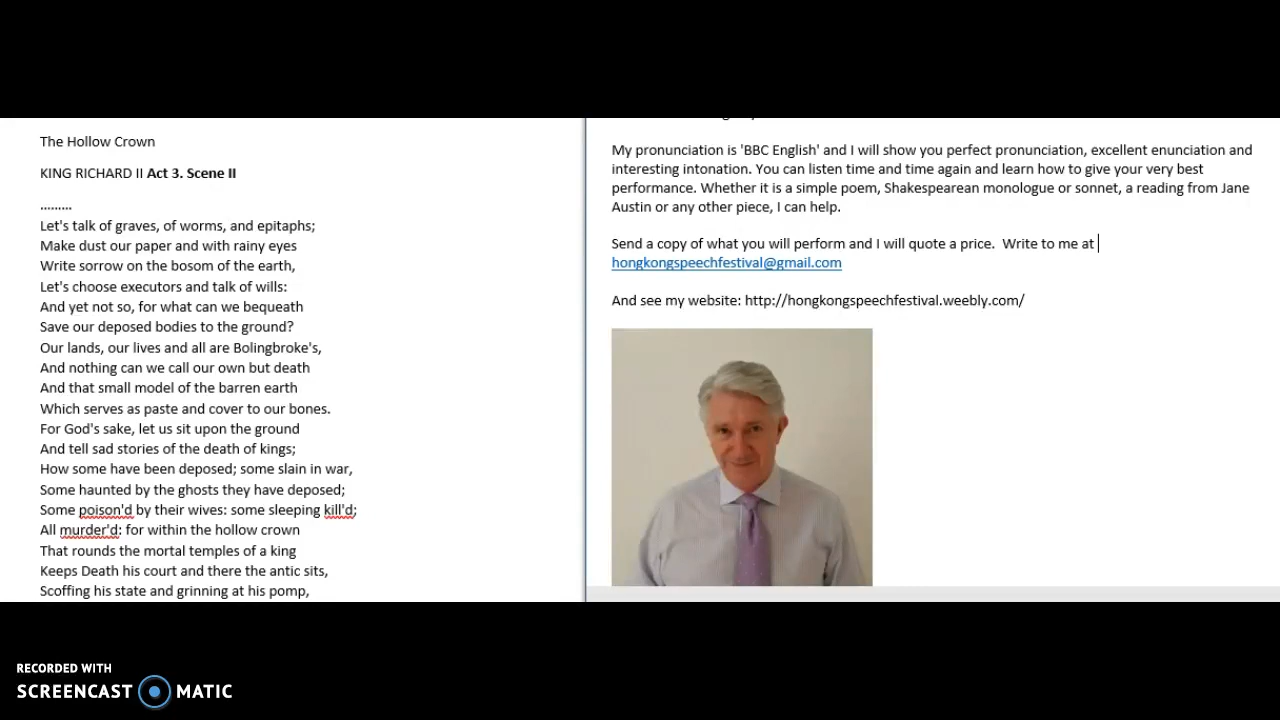 The Hollow Crown
KING RICHARD II Act 3. Scene II
.........
Let's talk of graves, of worms, and epitaphs;
Make dust our paper and with rainy eyes
Write sorrow on the bosom of the earth,
Let's choose executors and talk of wills:
And yet not so, for what can we bequeath
Save our deposed bodies to the ground?
Our lands, our lives and all are Bolingbroke's,
And nothing can we call our own but death
And that small model of the barren earth
Which serves as paste and cover to our bones.
For God's sake, let us sit upon the ground
And tell sad stories of the death of kings;
How some have been deposed; some slain in war,
Some haunted by the ghosts they have deposed;
Some poison'd by their wives: some sleeping kill'd;
All murder'd: for within the hollow crown
That rounds the mortal temples of a king
Keeps Death his court and there the antic sits,
Scoffing his state and grinning at his pomp,
My pronunciation is 'BBC English' and I will show you perfect pronunciation, excellent enunciation and
interesting intonation. You can listen time and time again and learn how to give your very best
performance. Whether it is a simple poem, Shakespearean monologue or sonnet, a reading from Jane
Austin or any other piece, I can help.
Send a copy of what you will perform and I will quote a price.  Write to me at
hongkongspeechfestival@gmail.com
And see my website: http://hongkongspeechfestival.weebly.com/
RECORDED WITH
SCREENCAST MATIC